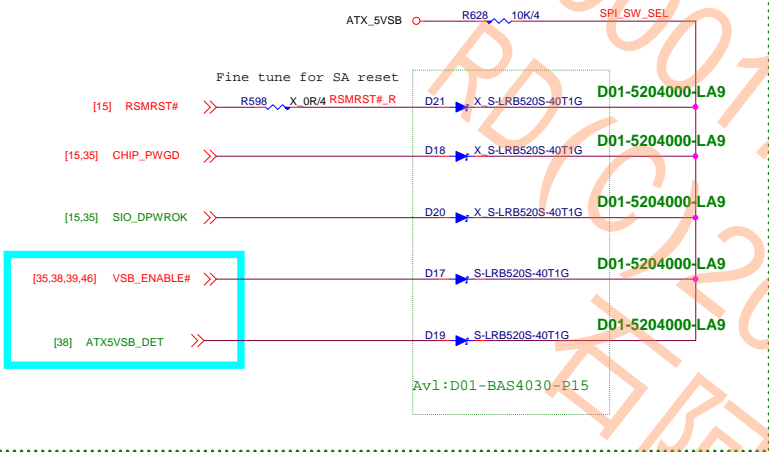 ATX_5VSB R628 10K/4 SPI_SW_SEL
Fine tune for SA reset
D01-5204000-LA9
[15] RSMRST# R598 X_0R/4 RSMRST#_R D21 X_S-LRB520S-40T1G
D01-5204000-LA9
[15,35] CHIP_PWGD D18 X_S-LRB520S-40T1G
D01-5204000-LA9
[15,35] SIO_DPWROK D20 X_S-LRB520S-40T1G
D01-5204000-LA9
[35,38,39,46] VSB_ENABLE# D17 S-LRB520S-40T1G
D01-5204000-LA9
[38] ATX5VSB_DET D19 S-LRB520S-40T1G
Avl:D01-BAS4030-P15
RD(C)20